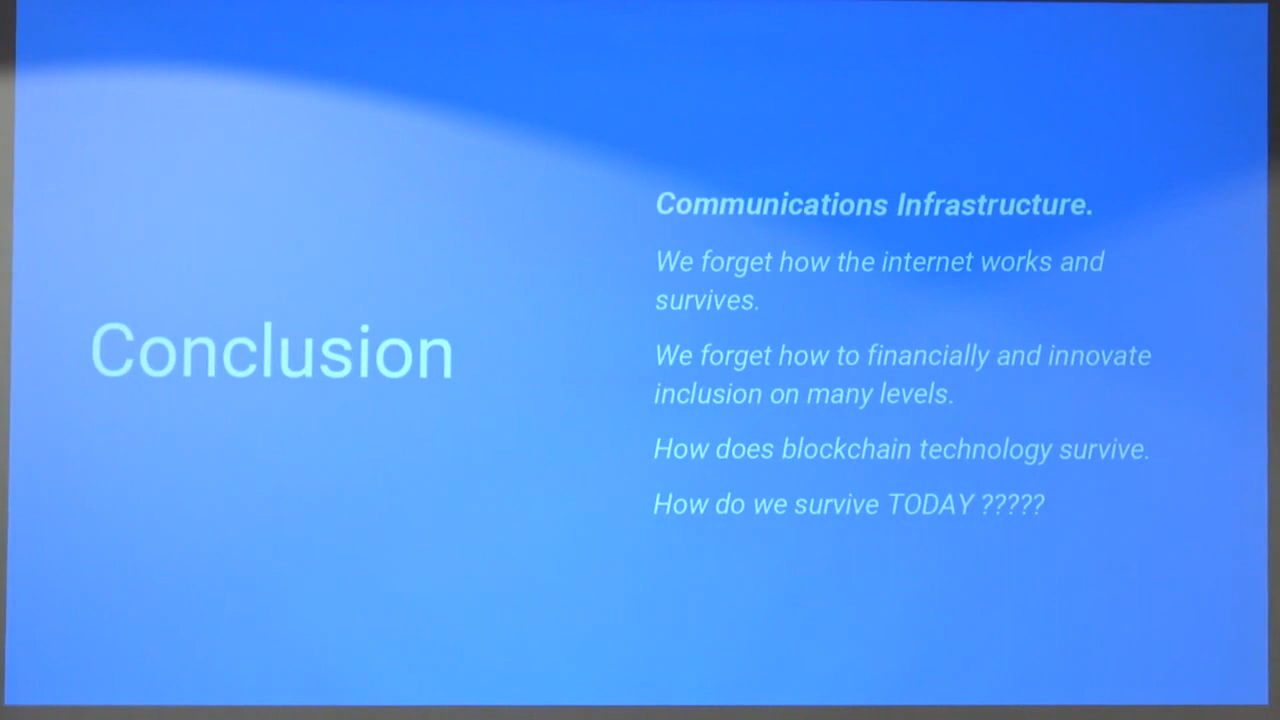 Conclusion
Communications Infrastructure.
We forget how the internet works and
survives.
We forget how to financially and innovate
inclusion on many levels.
How does blockchain technology survive.
How do we survive TODAY ?????